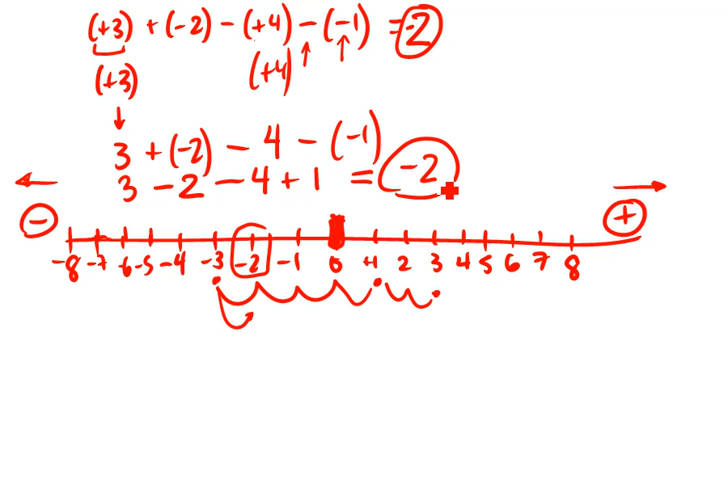 (+3) + (-2) - (+4) - (-1) = -2
(+3) (+4)
3 + (-2) - 4 - (-1)
3 - 2 - 4 + 1 = -2
- +
-8 -7 -6 -5 -4 -3 -2 -1 0 +1 2 3 4 5 6 7 8